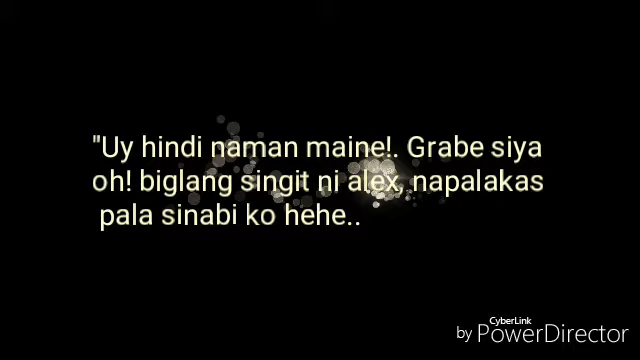 "Uy hindi naman maine!. Grabe siya
oh! biglang singit ni alex, napalakas
pala sinabi ko hehe..
CyberLink
by PowerDirector